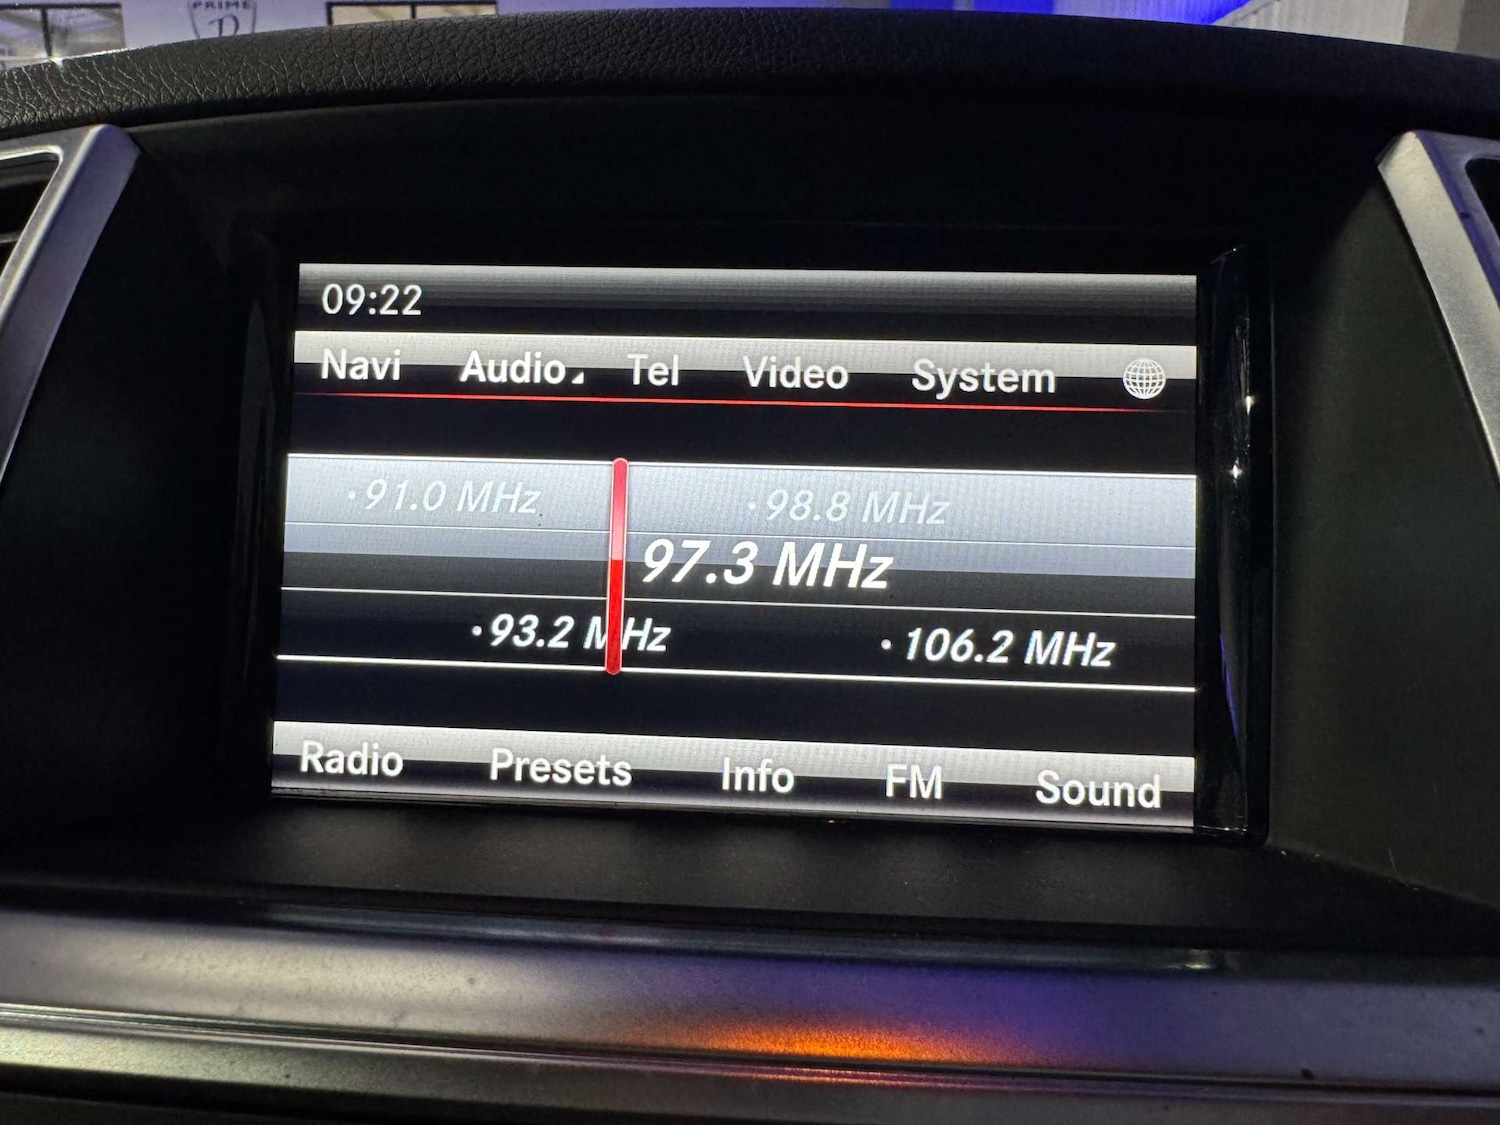 PRIME
P
09:22
Navi Audio Tel Video System
·91.0 MHz ·98.8 MHz
97.3 MHz
·93.2 MHz ·106.2 MHz
Radio Presets Info FM Sound